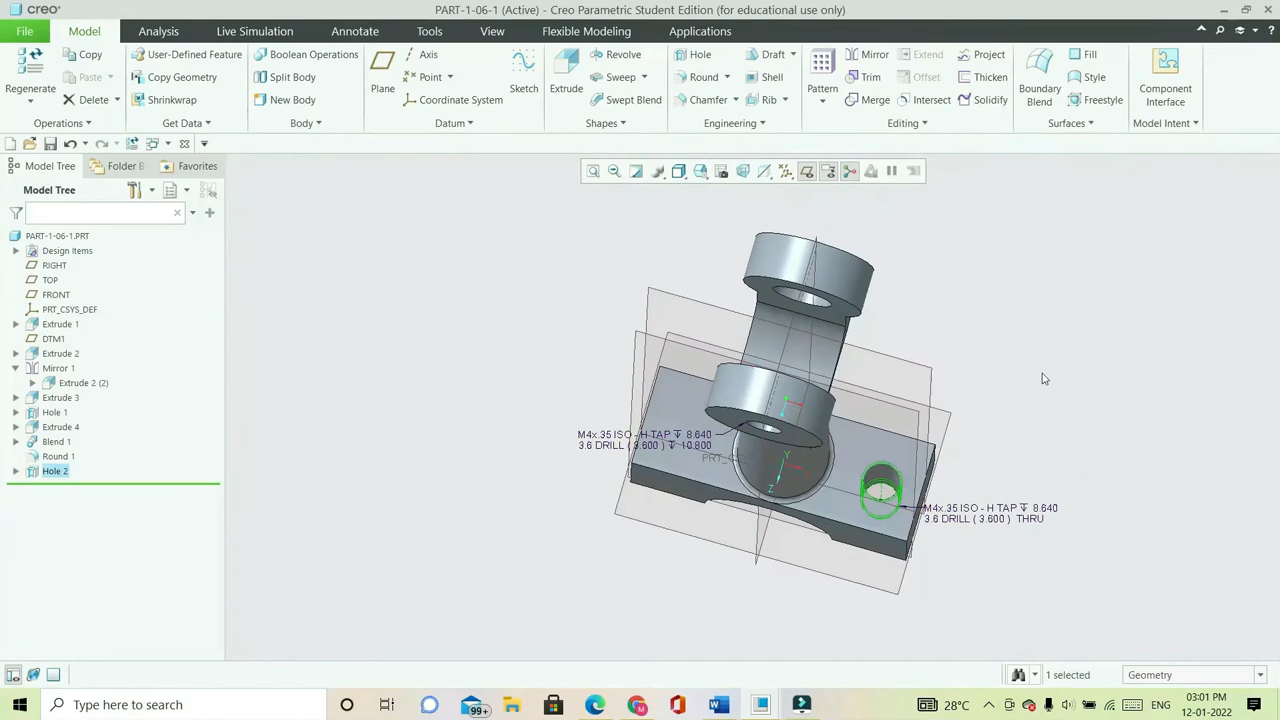 creo
PART-1-06-1 (Active) - Creo Parametric Student Edition (for educational use only)
File Model Analysis Live Simulation Annotate Tools View Flexible Modeling Applications
Regenerate
Copy
Paste
Delete
Operations
User-Defined Feature
Copy Geometry
Shrinkwrap
Get Data
Boolean Operations
Split Body
New Body
Body
Plane
Axis
Point
Coordinate System
Sketch
Datum
Extrude
Revolve
Sweep
Swept Blend
Shapes
Hole
Round
Chamfer
Draft
Shell
Rib
Engineering
Pattern
Mirror
Trim
Merge
Extend
Offset
Intersect
Project
Thicken
Solidify
Editing
Boundary Blend
Fill
Style
Freestyle
Surfaces
Component Interface
Model Intent
Model Tree
Folder B
Favorites
Model Tree
PART-1-06-1.PRT
Design Items
RIGHT
TOP
FRONT
PRT_CSYS_DEF
Extrude 1
DTM1
Extrude 2
Mirror 1
Extrude 2 (2)
Extrude 3
Hole 1
Extrude 4
Blend 1
Round 1
Hole 2
M4x.35 ISO - H TAP ↧ 8.640
3.6 DRILL ( 3.600 ) ↧ 10.800
PRT_
Y
Z
M4x.35 ISO - H TAP ↧ 8.640
3.6 DRILL ( 3.600 ) THRU
1 selected
Geometry
Type here to search
99+
28°C
ENG
03:01 PM
12-01-2022